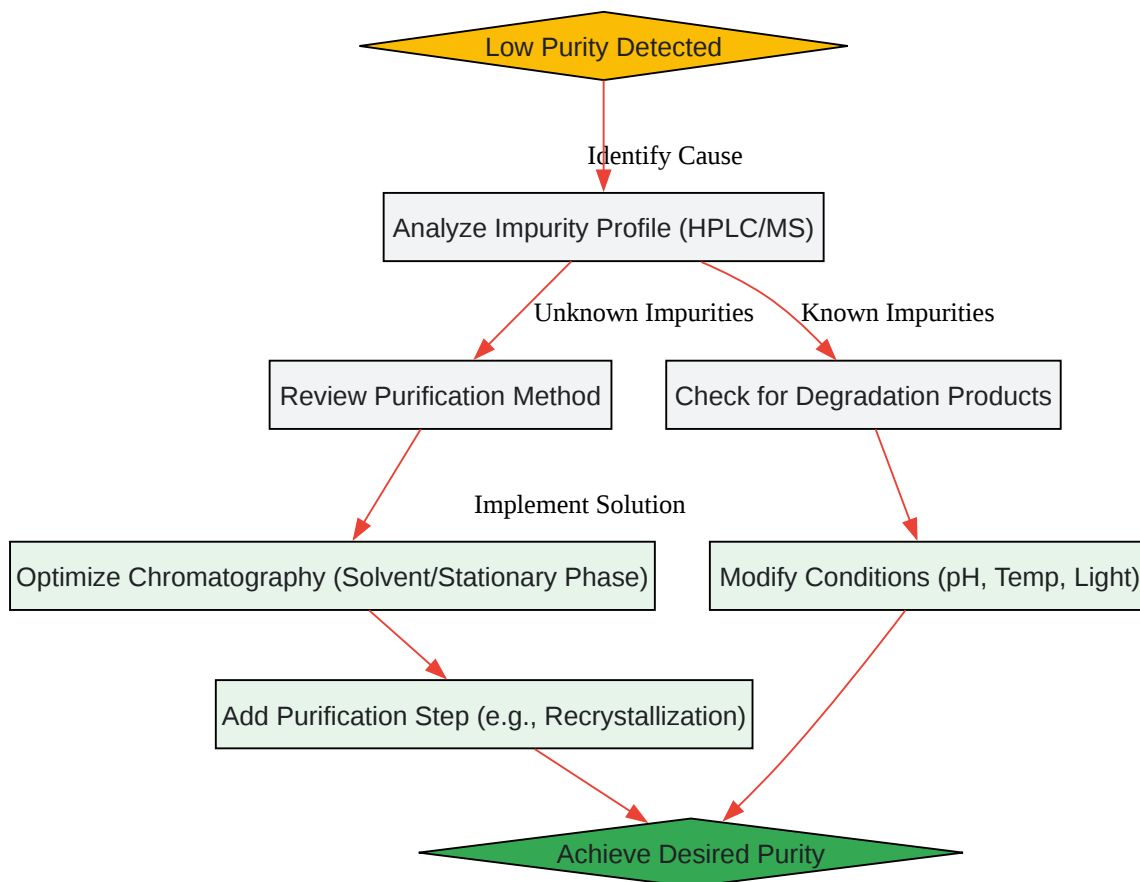 Low Purity Detected
Identify Cause
Analyze Impurity Profile (HPLC/MS)
Unknown Impurities
Known Impurities
Review Purification Method
Check for Degradation Products
Implement Solution
Optimize Chromatography (Solvent/Stationary Phase)
Modify Conditions (pH, Temp, Light)
Add Purification Step (e.g., Recrystallization)
Achieve Desired Purity